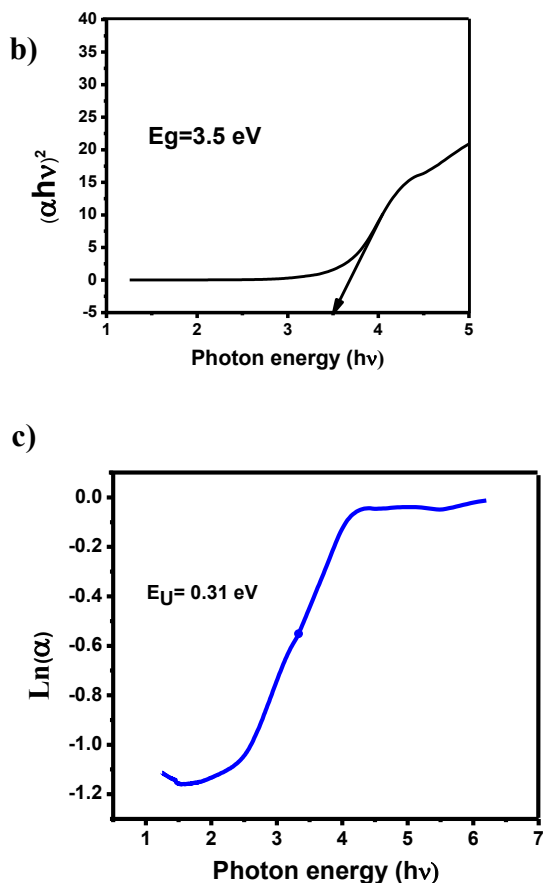 b)
40
35
30
25
20
15
10
5
0
-5
(αhν)²
Eg=3.5 eV
1 2 3 4 5
Photon energy (hν)
c)
0.0
-0.2
-0.4
-0.6
-0.8
-1.0
-1.2
Ln(α)
E_U= 0.31 eV
1 2 3 4 5 6 7
Photon energy (hν)